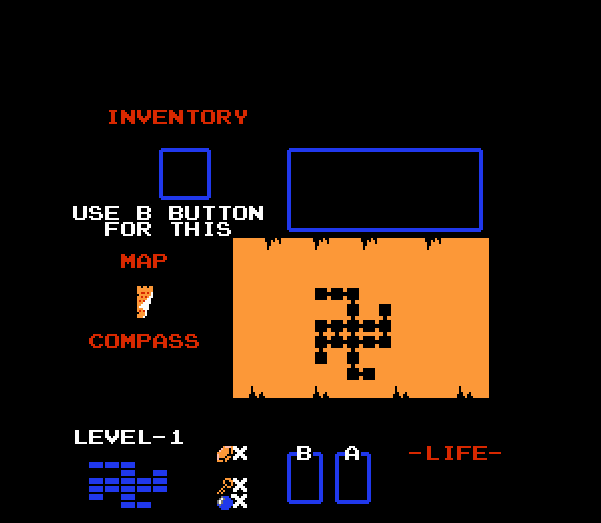 INVENTORY
USE B BUTTON
FOR THIS
MAP
COMPASS
LEVEL-1
X
B A
-LIFE-
X
X